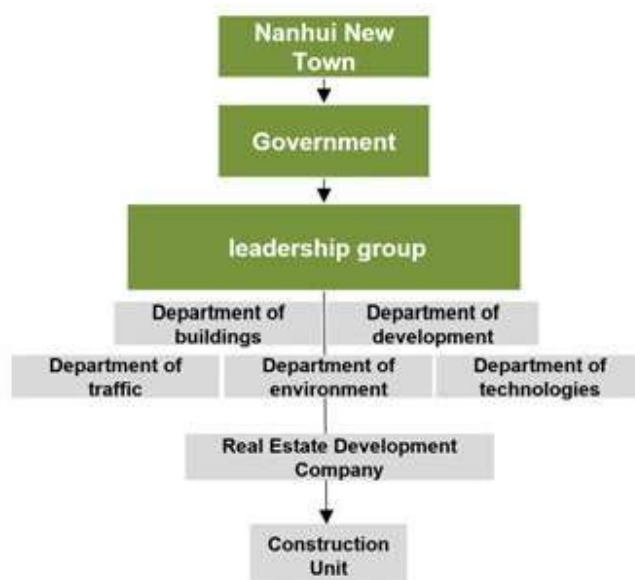 Nanhui New
Town
Government
leadership group
Department of
buildings
Department of
development
Department of
traffic
Department of
environment
Department of
technologies
Real Estate Development
Company
Construction
Unit